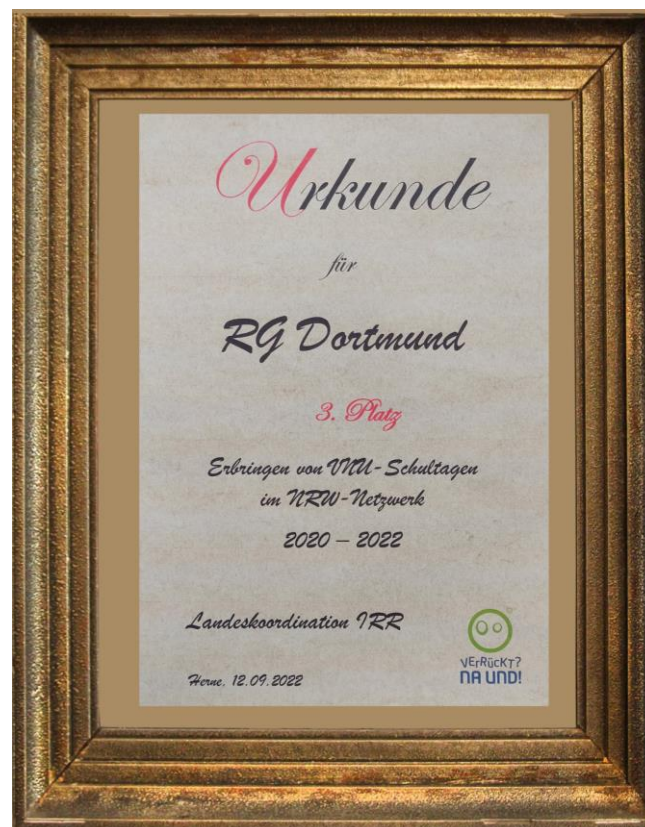 Urkunde
für
RG Dortmund
3. Platz
Erbringen von VNU-Schultagen
im NRW-Netzwerk
2020 – 2022
Landeskoordination IRR
Herne, 12.09.2022
VERRÜCKT?
NA UND!